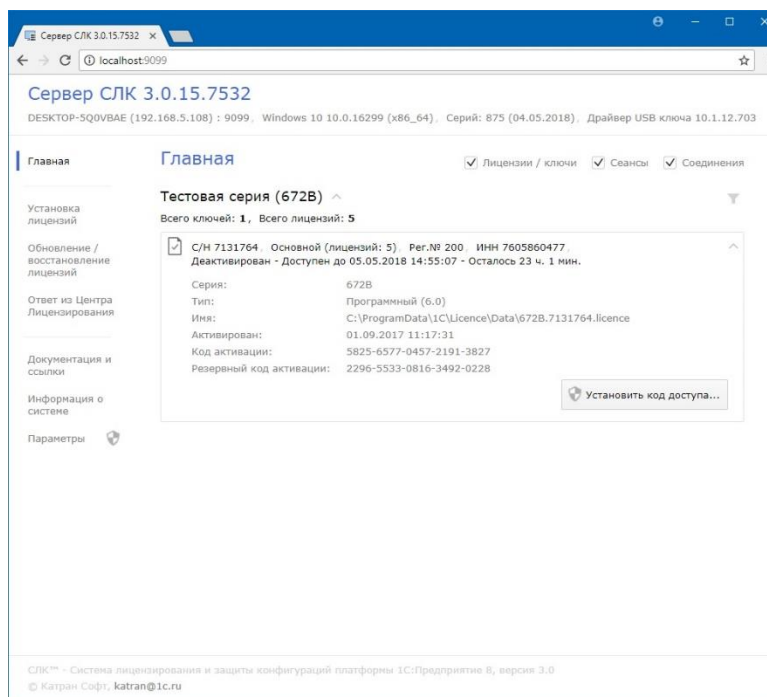 Сервер СЛК 3.0.15.7532
localhost:9099
Сервер СЛК 3.0.15.7532
DESKTOP-5Q0VBAE (192.168.5.108) : 9099, Windows 10 10.0.16299 (x86_64), Серий: 875 (04.05.2018), Драйвер USB ключа 10.1.12.703
Главная
Установка
лицензий
Обновление /
восстановление
лицензий
Ответ из Центра
Лицензирования
Документация и
ссылки
Информация о
системе
Параметры
Главная
Лицензии / ключи Сеансы Соединения
Тестовая серия (672B)
Всего ключей: 1, Всего лицензий: 5
С/Н 7131764, Основной (лицензий: 5), Рег.№ 200, ИНН 7605860477,
Деактивирован - Доступен до 05.05.2018 14:55:07 - Осталось 23 ч. 1 мин.
Серия: 672B
Тип: Программный (6.0)
Имя: C:\ProgramData\1C\Licence\Data\672B.7131764.licence
Активирован: 01.09.2017 11:17:31
Код активации: 5825-6577-0457-2191-3827
Резервный код активации: 2296-5533-0816-3492-0228
Установить код доступа...
СЛК™ - Система лицензирования и защиты конфигураций платформы 1С:Предприятие 8, версия 3.0
© Катран Софт, katran@1c.ru